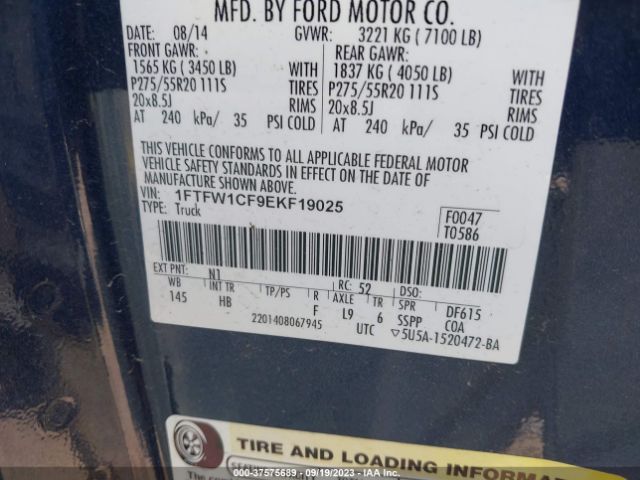 MFD. BY FORD MOTOR CO.
DATE: 08/14 GVWR: 3221 KG ( 7100 LB)
FRONT GAWR: REAR GAWR:
1565 KG ( 3450 LB) WITH 1837 KG ( 4050 LB) WITH
P275/55R20 111S TIRES P275/55R20 111S TIRES
20x8.5J RIMS 20x8.5J RIMS
AT 240 kPa/ 35 PSI COLD AT 240 kPa/ 35 PSI COLD
THIS VEHICLE CONFORMS TO ALL APPLICABLE FEDERAL MOTOR
VEHICLE SAFETY STANDARDS IN EFFECT ON THE DATE OF
MANUFACTURE SHOWN ABOVE.
VIN: 1FTFW1CF9EKF19025 F0047
TYPE: Truck T0586
EXT PNT: N1 RC: 52 DSO:
WB INT TR TP/PS R AXLE TR SPR DF615
145 HB F L9 6 SSPP COA
2201408067945 UTC ▽5U5A-1520472-BA
TIRE AND LOADING INFORMA
00 - 37575689 - 09/19/2023 - IAA Inc.